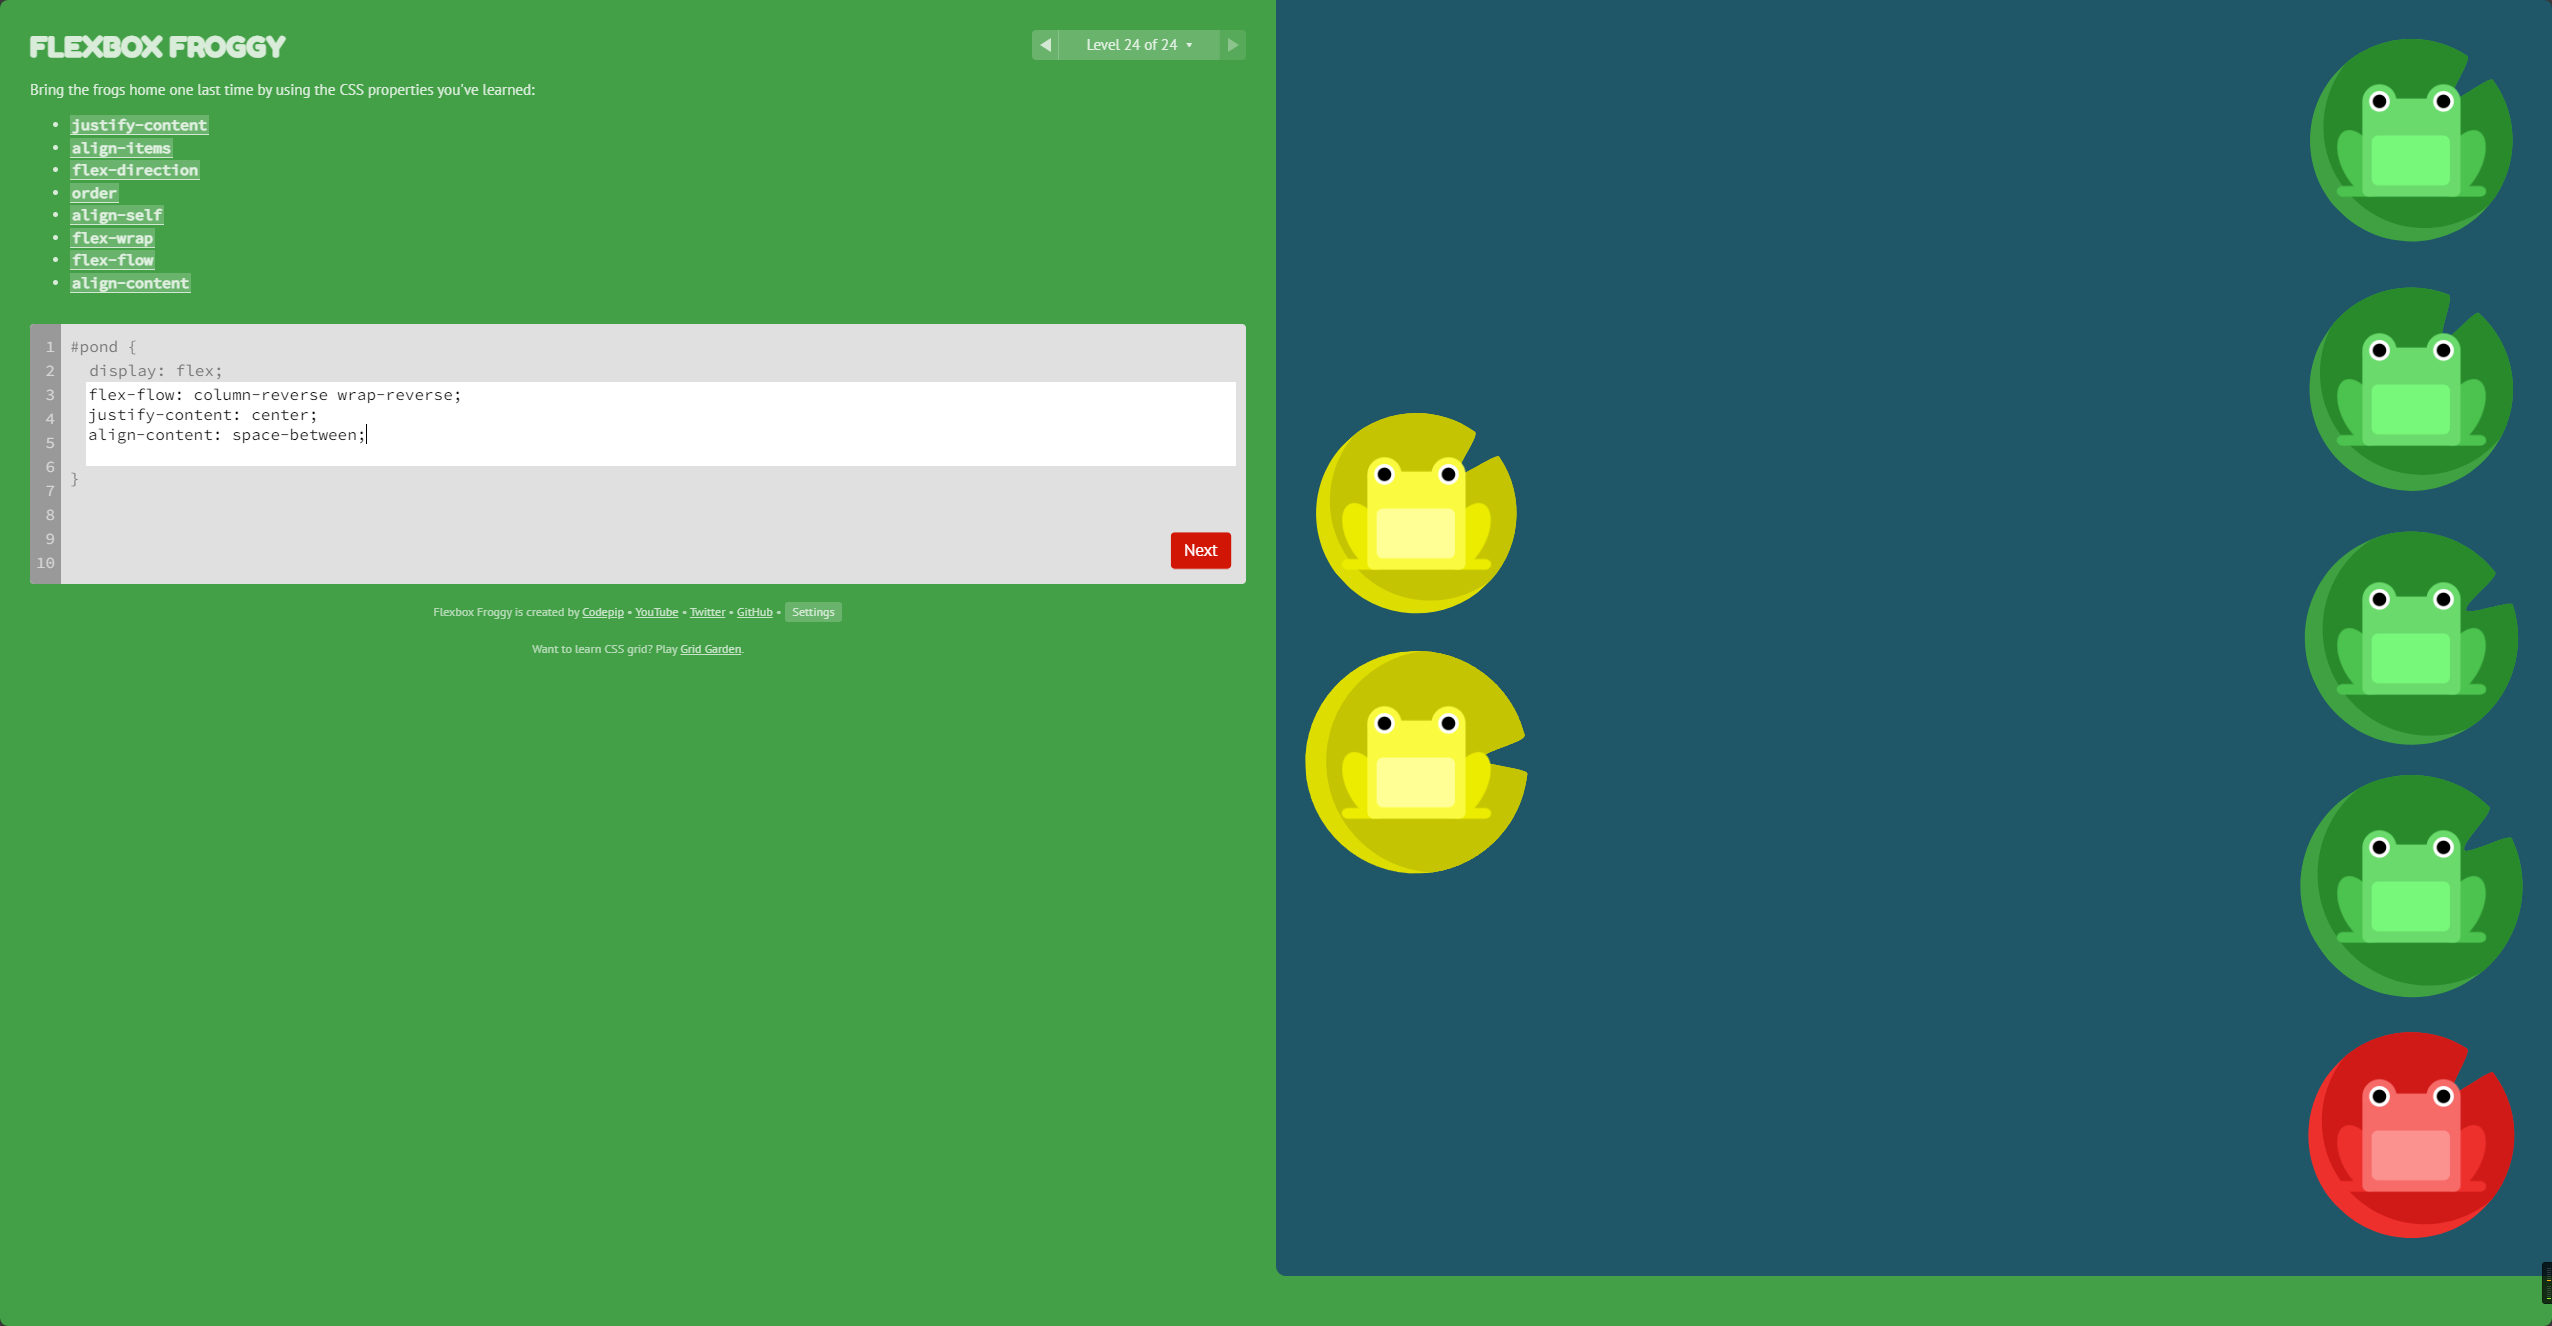 FLEXBOX FROGGY
◀ Level 24 of 24 ▾ ▶
Bring the frogs home one last time by using the CSS properties you've learned:
• justify-content
• align-items
• flex-direction
• order
• align-self
• flex-wrap
• flex-flow
• align-content
1 #pond {
2 display: flex;
3 flex-flow: column-reverse wrap-reverse;
4 justify-content: center;
5 align-content: space-between;
6
7 }
8
9
10
Next
Flexbox Froggy is created by Codepip • YouTube • Twitter • GitHub • Settings
Want to learn CSS grid? Play Grid Garden.